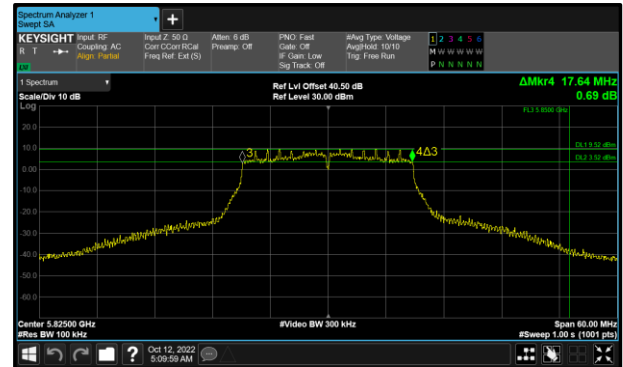 Spectrum Analyzer 1
Swept SA
KEYSIGHT
R T
Input: RF
Coupling: AC
Align: Partial
Input Z: 50 Ω
Corr CCorr RCal
Freq Ref: Ext (S)
Atten: 6 dB
Preamp: Off
PNO: Fast
Gate: Off
IF Gain: Low
Sig Track: Off
#Avg Type: Voltage
Avg|Hold: 10/10
Trig: Free Run
1 2 3 4 5 6
M W W W W W
P N N N N N
1 Spectrum
Scale/Div 10 dB
Log
Ref Lvl Offset 40.50 dB
Ref Level 30.00 dBm
ΔMkr4 17.64 MHz
0.69 dB
FL3 5.8500 GHz
20.0
10.0
0.00
-10.0
-20.0
-30.0
-40.0
-50.0
-60.0
3
4Δ3
DL1 9.52 dBm
DL2 3.52 dBm
Center 5.82500 GHz
#Res BW 100 kHz
#Video BW 300 kHz
Span 60.00 MHz
#Sweep 1.00 s (1001 pts)
?
Oct 12, 2022
5:09:59 AM